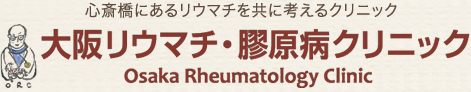 心斎橋にあるリウマチを共に考えるクリニック
大阪リウマチ・膠原病クリニック
Osaka Rheumatology Clinic
ORC